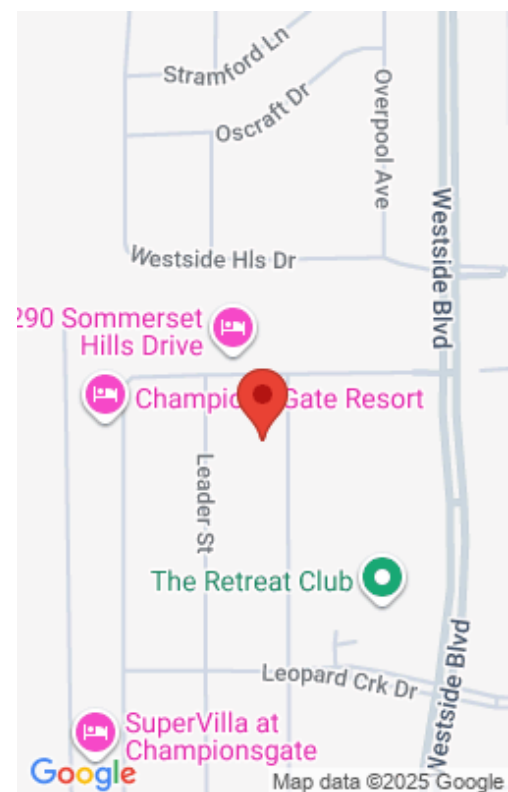 Stramford Ln
Oscraft Dr
Overpool Ave
Westside Hls Dr
Westside Blvd
290 Sommerset
Hills Drive
Gate Resort
Leader St
The Retreat Club
Leopard Crk Dr
Westside Blvd
SuperVilla at
Championsgate
Google
Map data ©2025 Google